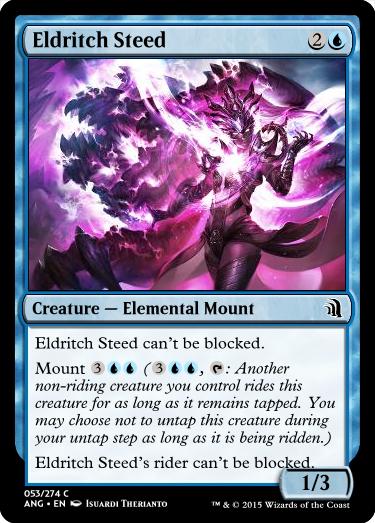 Eldritch Steed 2
Creature — Elemental Mount
Eldritch Steed can't be blocked.
Mount 3 ( 3 , : Another
non-riding creature you control rides this
creature for as long as it remains tapped. You
may choose not to untap this creature during
your untap step as long as it is being ridden.)
Eldritch Steed's rider can't be blocked.
1/3
053/274 C
ANG • EN ISUARDI THERIANTO
™ & © 2015 Wizards of the Coast